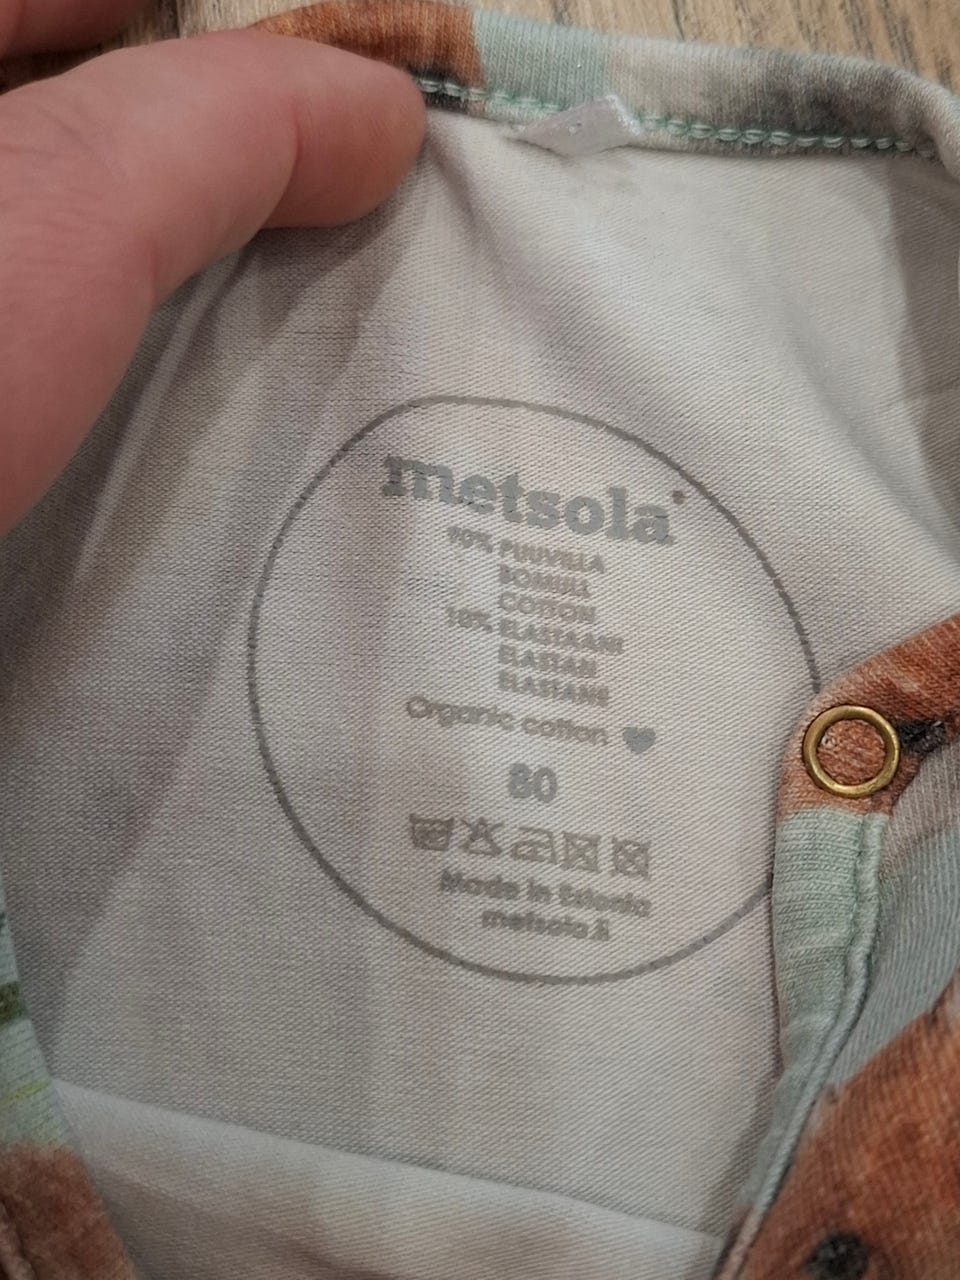 metsola
90% PUUVILLA
BOMULL
COTTON
10% ELASTAANI
ELASTAN
ELASTANE
Organic cotton
80
Made in Estonia
metsola.fi